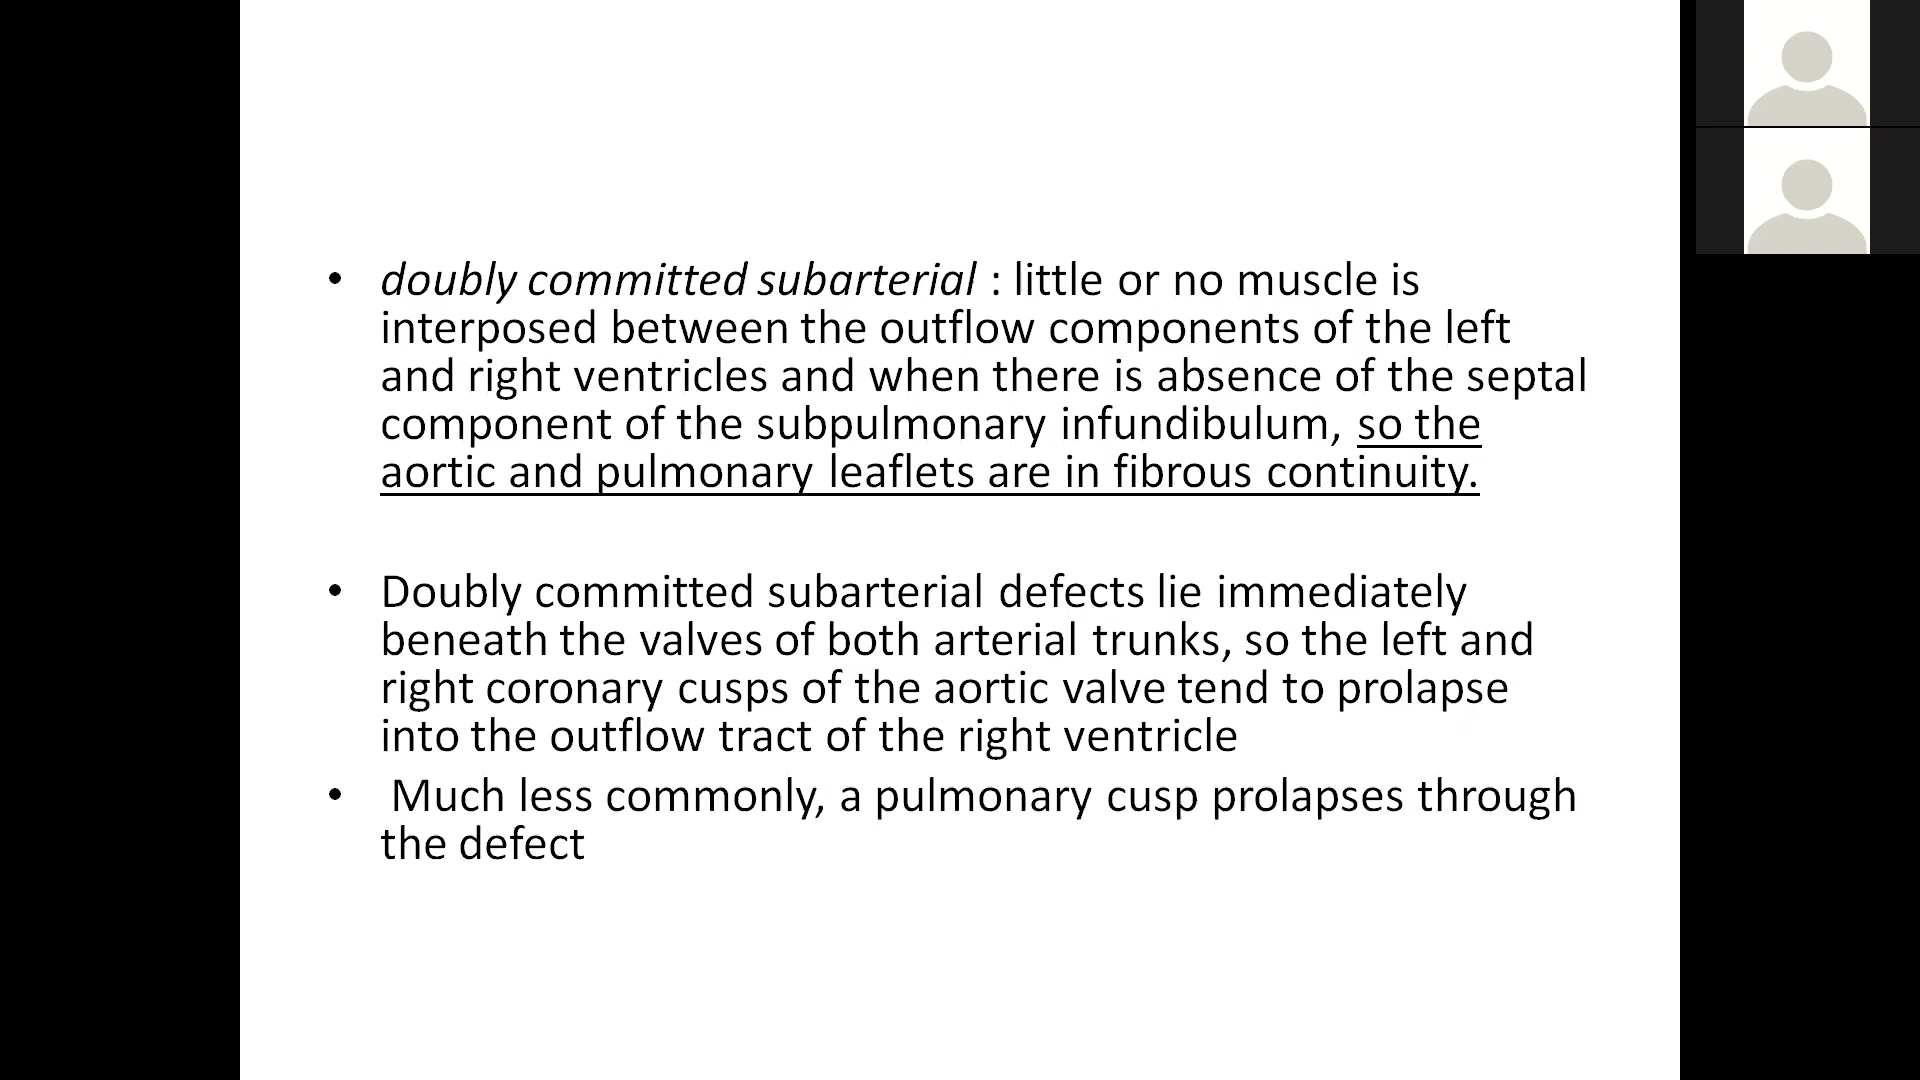 • doubly committed subarterial : little or no muscle is
interposed between the outflow components of the left
and right ventricles and when there is absence of the septal
component of the subpulmonary infundibulum, so the
aortic and pulmonary leaflets are in fibrous continuity.
• Doubly committed subarterial defects lie immediately
beneath the valves of both arterial trunks, so the left and
right coronary cusps of the aortic valve tend to prolapse
into the outflow tract of the right ventricle
• Much less commonly, a pulmonary cusp prolapses through
the defect